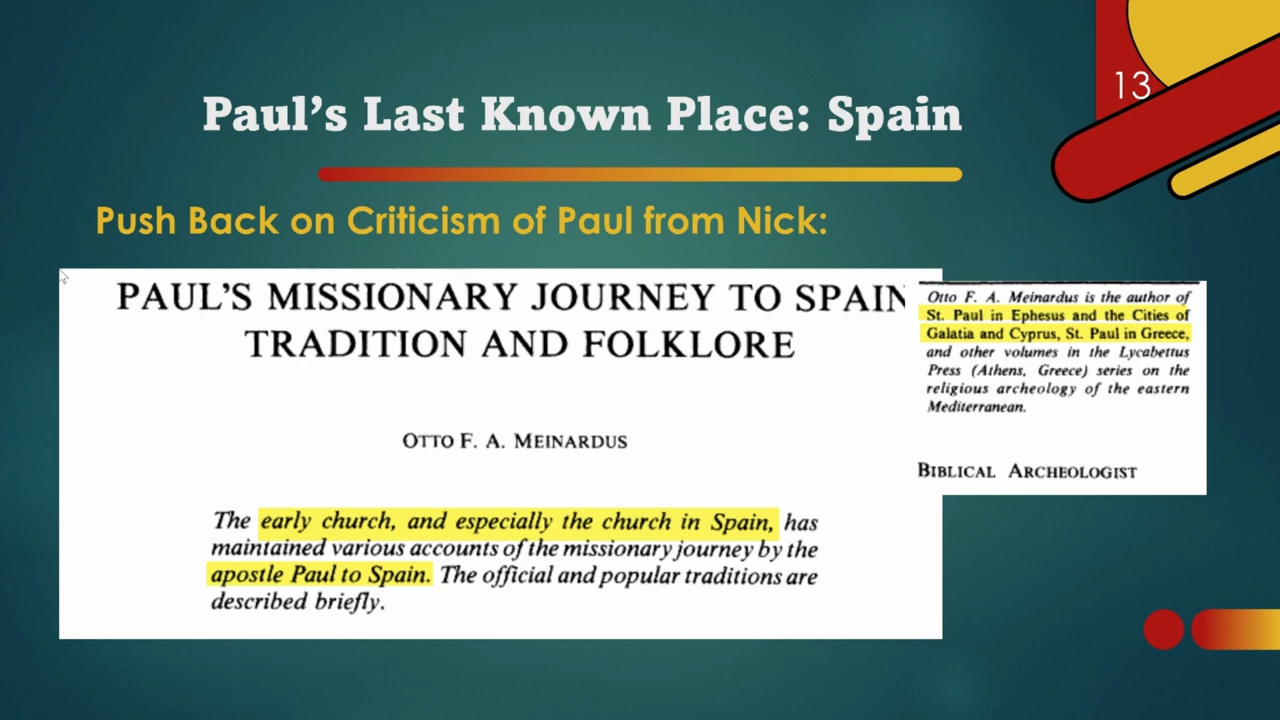 13
Paul's Last Known Place: Spain
Push Back on Criticism of Paul from Nick:
PAUL'S MISSIONARY JOURNEY TO SPAIN
TRADITION AND FOLKLORE
OTTO F. A. MEINARDUS
The early church, and especially the church in Spain, has
maintained various accounts of the missionary journey by the
apostle Paul to Spain. The official and popular traditions are
described briefly.
Otto F. A. Meinardus is the author of
St. Paul in Ephesus and the Cities of
Galatia and Cyprus, St. Paul in Greece,
and other volumes in the Lycabettus
Press (Athens, Greece) series on the
religious archeology of the eastern
Mediterranean.
BIBLICAL ARCHEOLOGIST